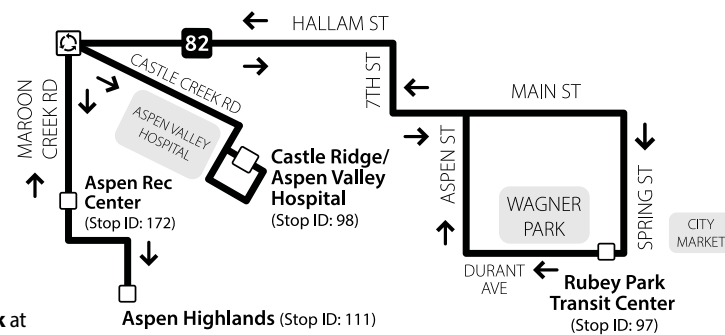 HALLAM ST
82
CASTLE CREEK RD
7TH ST
MAIN ST
MAROON
CREEK RD
ASPEN VALLEY
HOSPITAL
Castle Ridge/
Aspen Valley
Hospital
(Stop ID: 98)
ASPEN ST
SPRING ST
Aspen Rec
Center
(Stop ID: 172)
WAGNER
PARK
CITY
MARKET
DURANT
AVE
Rubey Park
Transit Center
(Stop ID: 97)
k at
Aspen Highlands (Stop ID: 111)